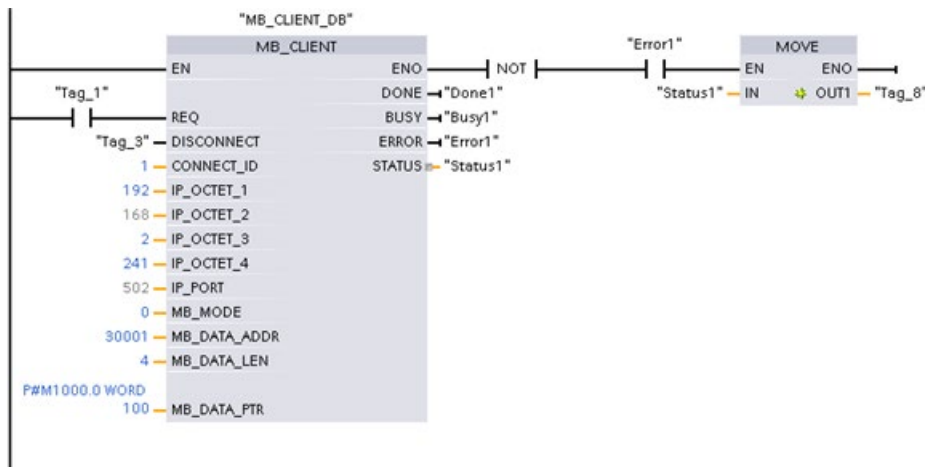 "MB_CLIENT_DB"
MB_CLIENT
EN ENO
NOT
"Error1"
MOVE
EN ENO
"Tag_1"
DONE "Done1"
"Status1" IN OUT1 "Tag_8"
REQ BUSY "Busy1"
"Tag_3" DISCONNECT ERROR "Error1"
1 CONNECT_ID STATUS "Status1"
192 IP_OCTET_1
168 IP_OCTET_2
2 IP_OCTET_3
241 IP_OCTET_4
502 IP_PORT
0 MB_MODE
30001 MB_DATA_ADDR
4 MB_DATA_LEN
P#M1000.0 WORD
100 MB_DATA_PTR